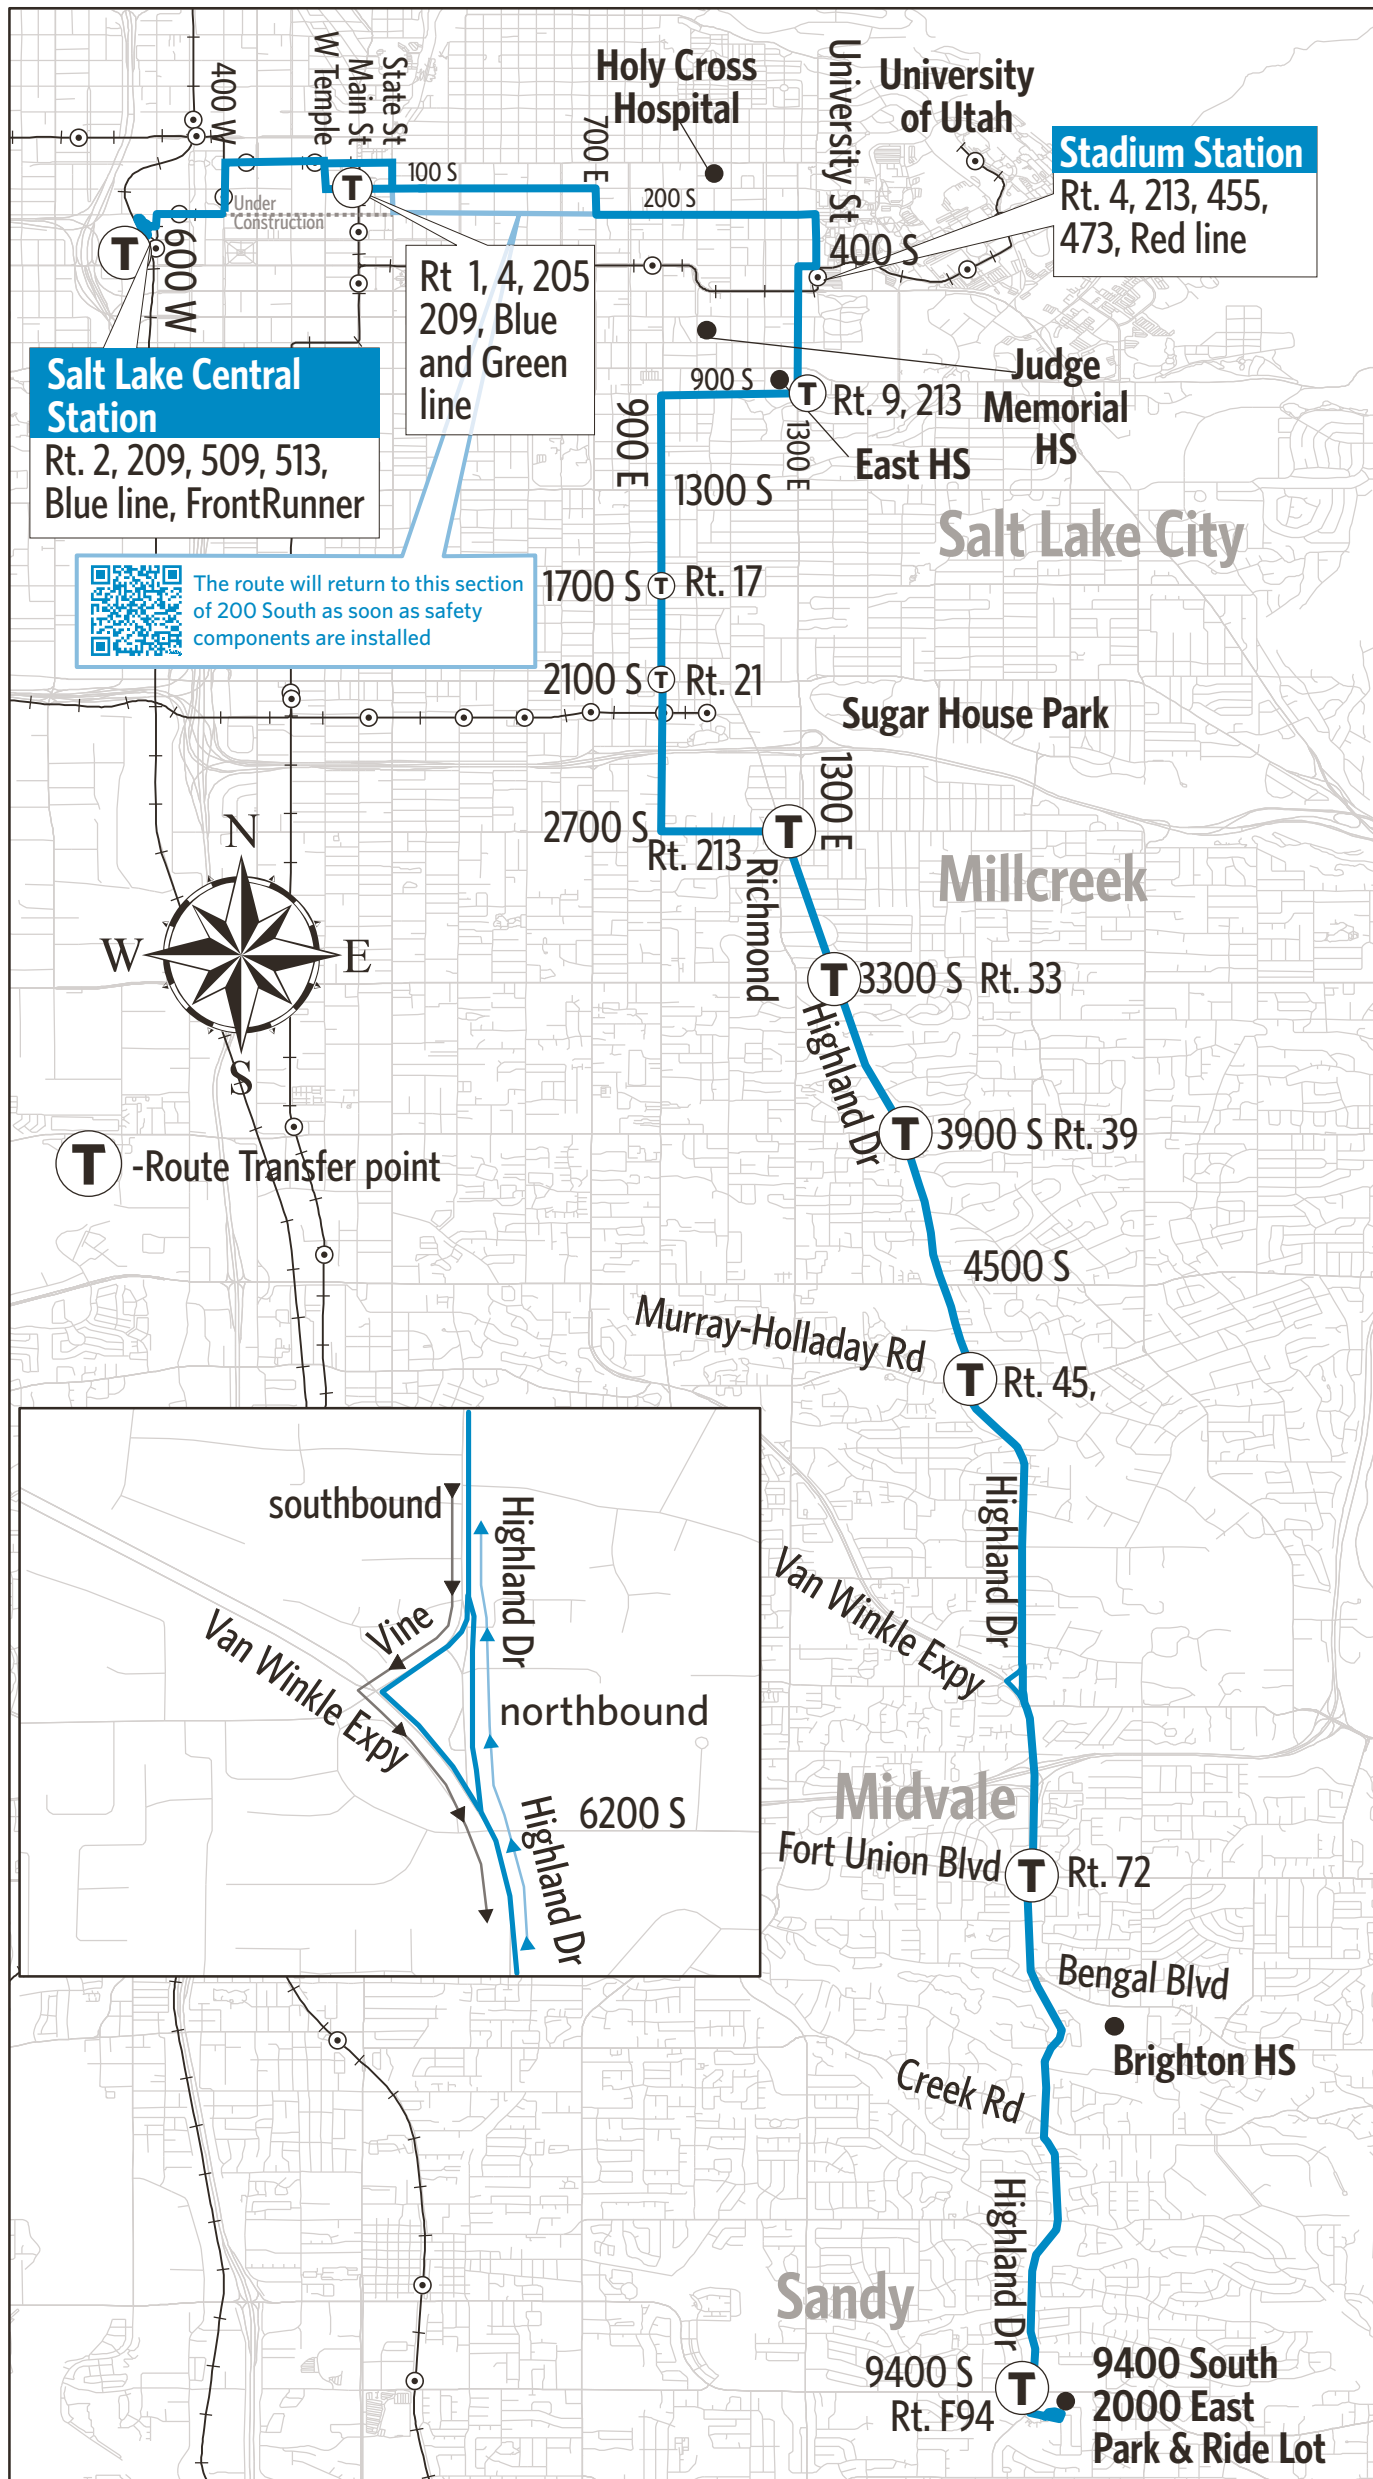 400 W
W Temple
Main St
State St
Holy Cross
Hospital
700 E
University St
University
of Utah
Stadium Station
Rt. 4, 213, 455,
473, Red line
100 S
200 S
400 S
Under
Construction
T
T
600 W
Rt 1, 4, 205
209, Blue
and Green
line
Salt Lake Central
Station
Rt. 2, 209, 509, 513,
Blue line, FrontRunner
900 S
T
Rt. 9, 213
Judge
Memorial
HS
900 E
1300 E
East HS
1300 S
Salt Lake City
The route will return to this section
of 200 South as soon as safety
components are installed
1700 S
T
Rt. 17
2100 S
T
Rt. 21
Sugar House Park
1300 E
2700 S
T
Rt. 213
Richmond
Millcreek
N
W
E
S
T
3300 S Rt. 33
Highland Dr
T
3900 S Rt. 39
T
-Route Transfer point
4500 S
Murray-Holladay Rd
T
Rt. 45,
southbound
Highland Dr
Highland Dr
Vine
Van Winkle Expy
Van Winkle Expy
northbound
6200 S
Highland Dr
Midvale
Fort Union Blvd
T
Rt. 72
Bengal Blvd
Brighton HS
Creek Rd
Highland Dr
Sandy
9400 S
Rt. F94
T
9400 South
2000 East
Park & Ride Lot